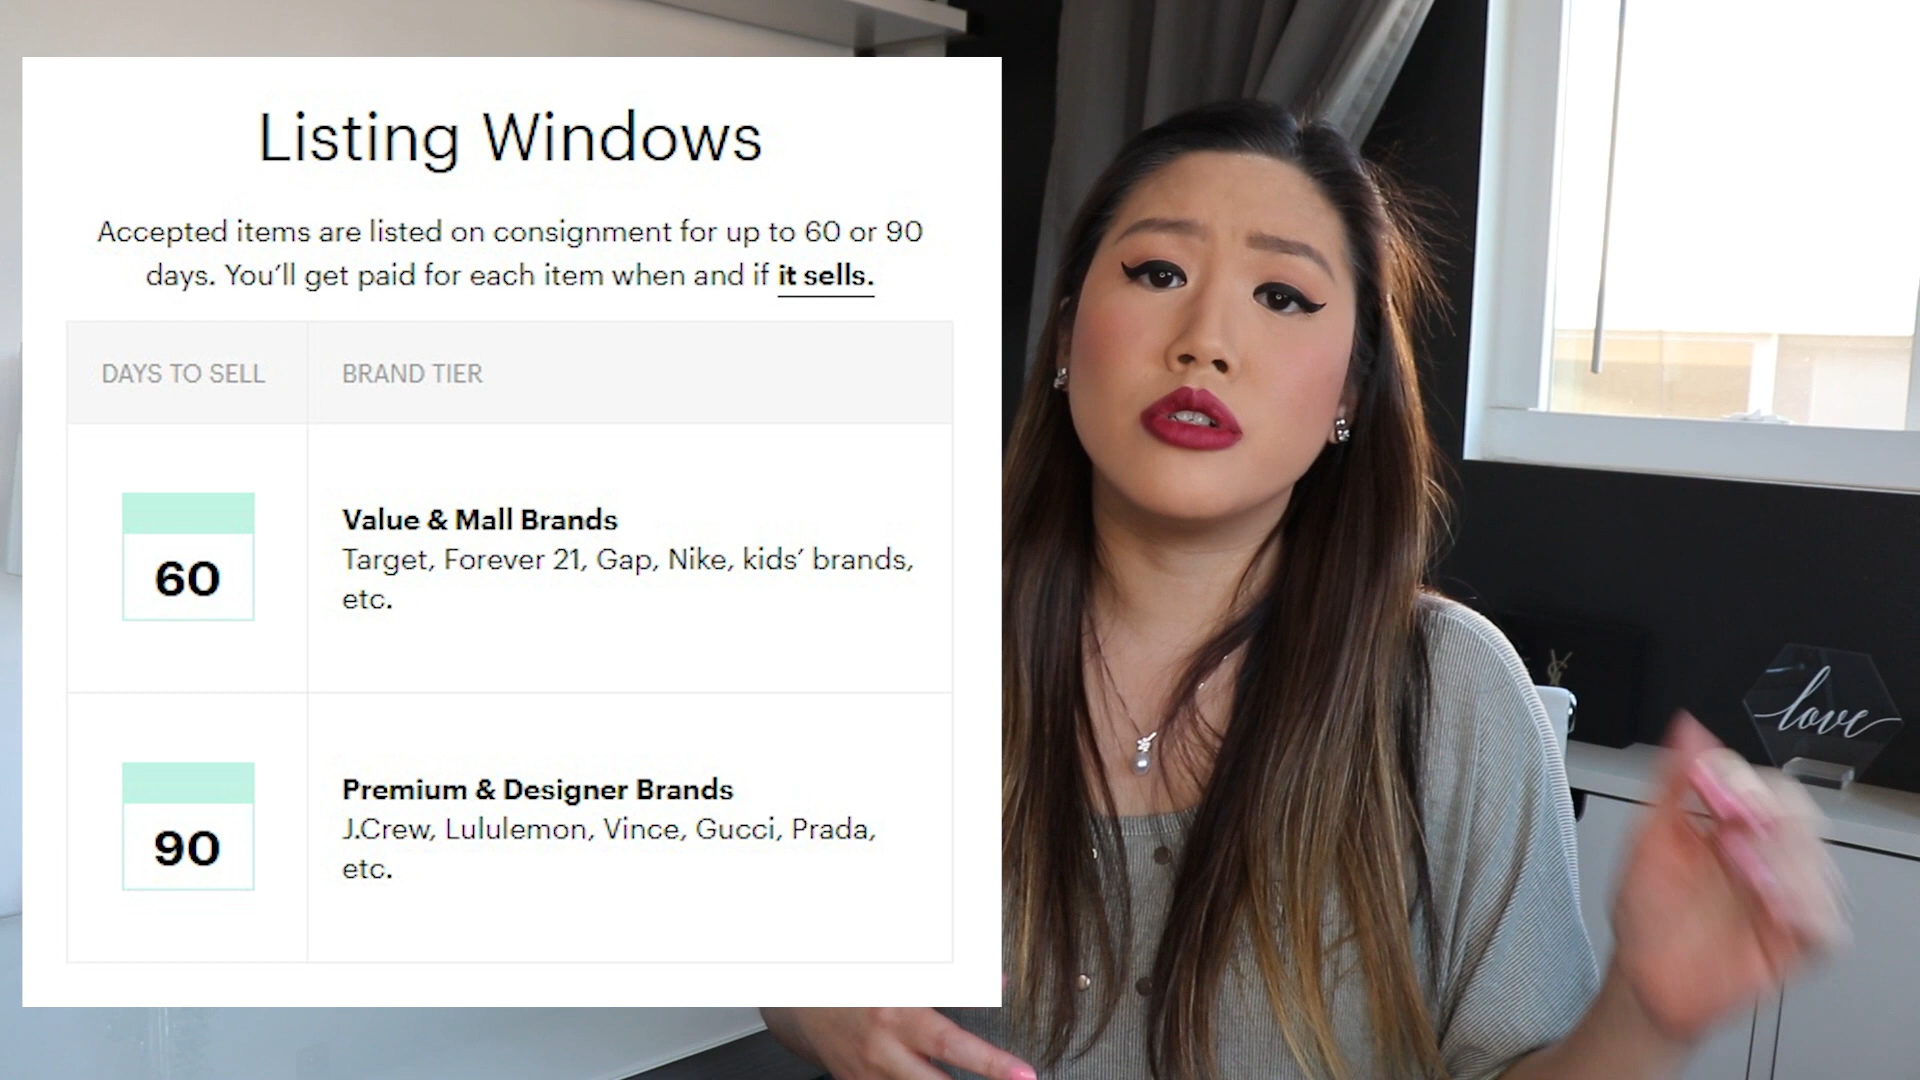 Listing Windows
Accepted items are listed on consignment for up to 60 or 90
days. You’ll get paid for each item when and if it sells.
DAYS TO SELL
BRAND TIER
60
Value & Mall Brands
Target, Forever 21, Gap, Nike, kids’ brands,
etc.
90
Premium & Designer Brands
J.Crew, Lululemon, Vince, Gucci, Prada,
etc.
love